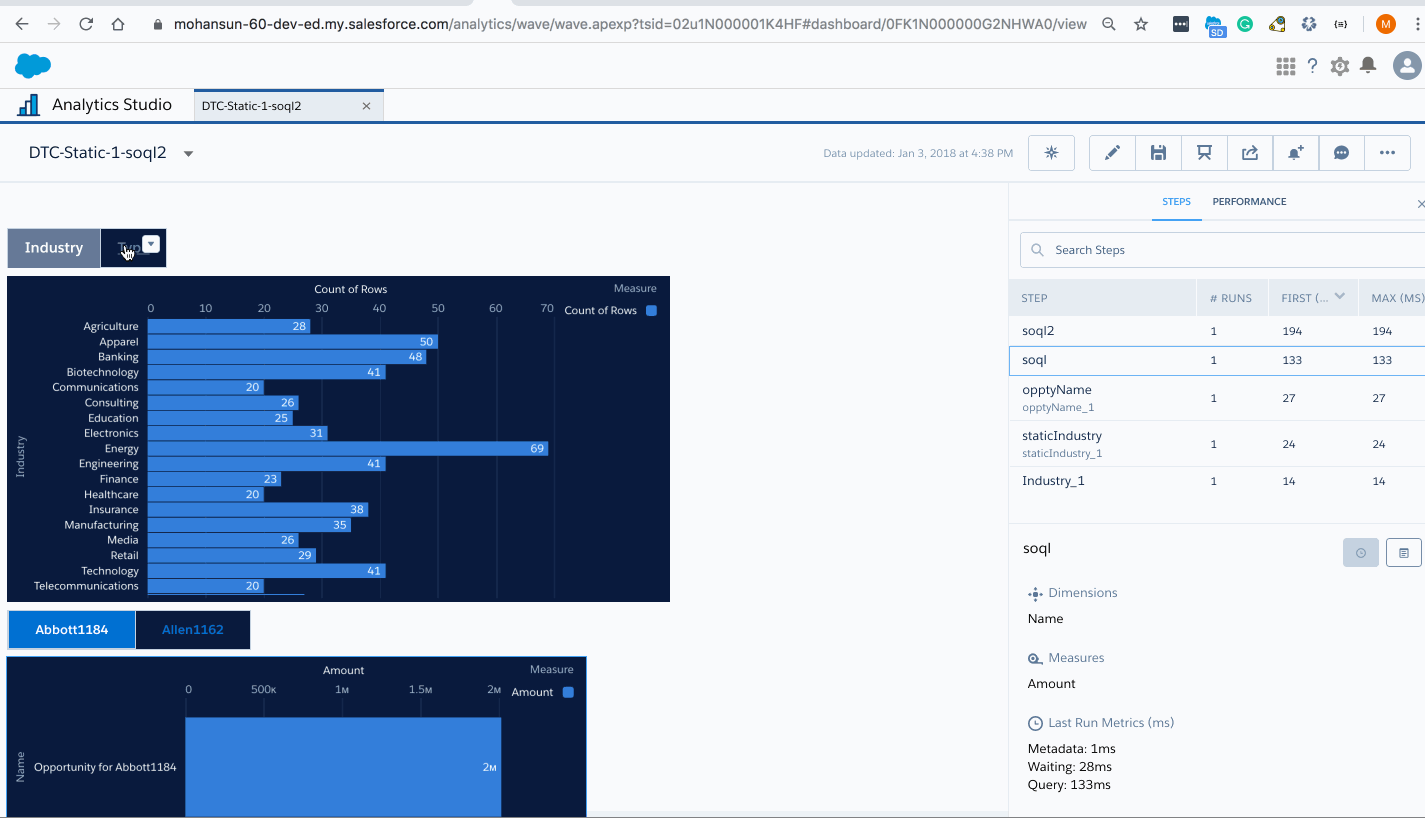 mohansun-60-dev-ed.my.salesforce.com/analytics/wave/wave.apexp?tsid=02u1N000001K4HF#dashboard/0FK1N000000G2NHWA0/view
SD
M
?
Analytics Studio
DTC-Static-1-soql2
DTC-Static-1-soql2
Data updated: Jan 3, 2018 at 4:38 PM
Industry
Count of Rows
Measure
0 10 20 30 40 50 60 70
Count of Rows
Industry
Agriculture 28
Apparel 50
Banking 48
Biotechnology 41
Communications 20
Consulting 26
Education 25
Electronics 31
Energy 69
Engineering 41
Finance 23
Healthcare 20
Insurance 38
Manufacturing 35
Media 26
Retail 29
Technology 41
Telecommunications 20
Abbott1184 Allen1162
Amount
Measure
0 500K 1M 1.5M 2M
Amount
Name
Opportunity for Abbott1184 2M
STEPS PERFORMANCE
Search Steps
STEP # RUNS FIRST (... MAX (MS)
soql2 1 194 194
soql 1 133 133
opptyName 1 27 27
opptyName_1
staticIndustry 1 24 24
staticIndustry_1
Industry_1 1 14 14
soql
Dimensions
Name
Measures
Amount
Last Run Metrics (ms)
Metadata: 1ms
Waiting: 28ms
Query: 133ms